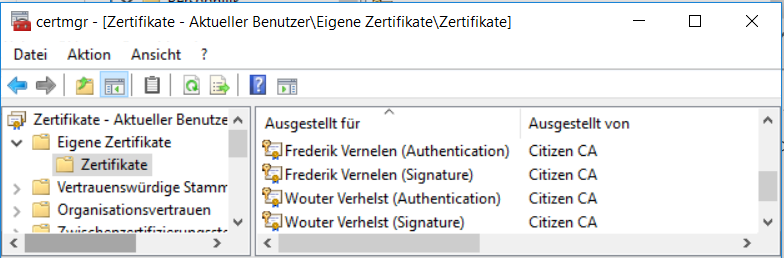 certmgr - [Zertifikate - Aktueller Benutzer\Eigene Zertifikate\Zertifikate]
Datei Aktion Ansicht ?
Zertifikate - Aktueller Benutze
Eigene Zertifikate
Zertifikate
Vertrauenswürdige Stamm
Organisationsvertrauen
Zwischenzertifizierungsste
Ausgestellt für Ausgestellt von
Frederik Vernelen (Authentication) Citizen CA
Frederik Vernelen (Signature) Citizen CA
Wouter Verhelst (Authentication) Citizen CA
Wouter Verhelst (Signature) Citizen CA